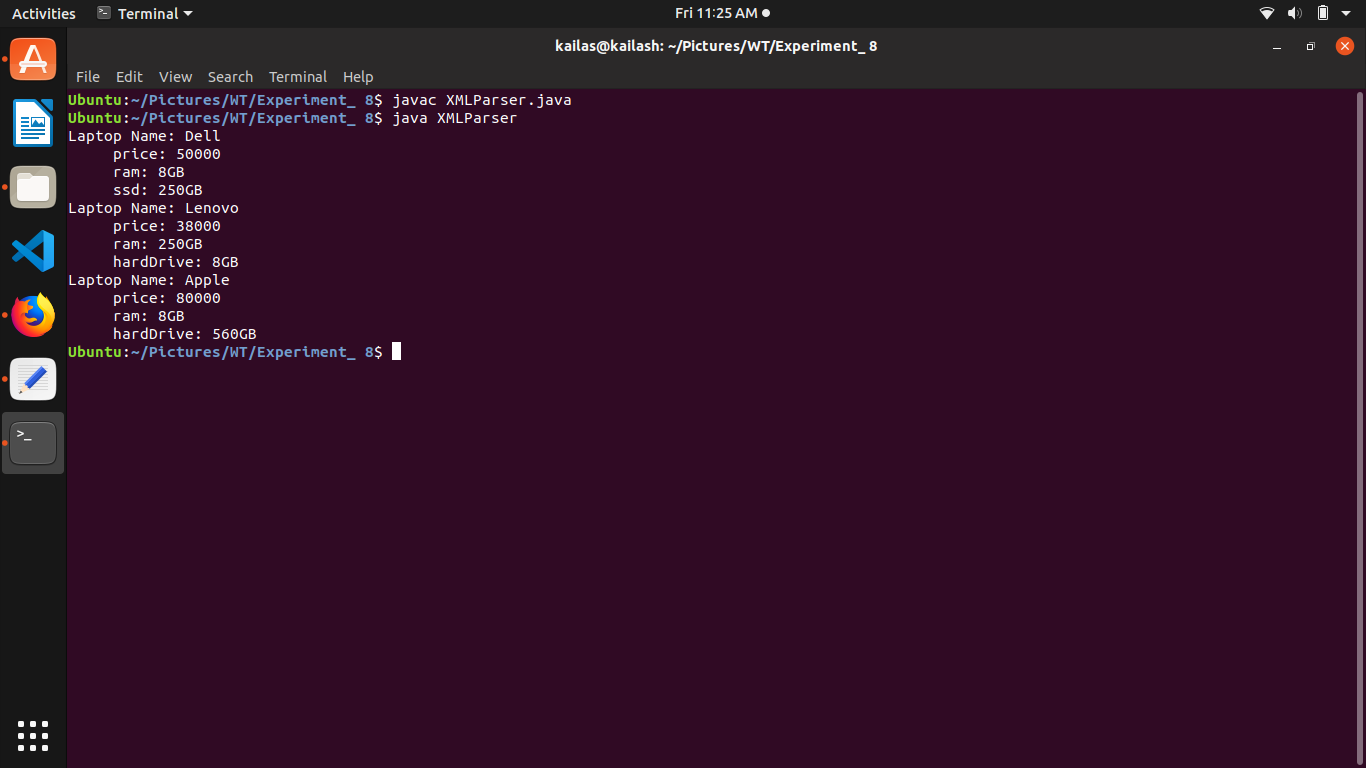 Activities Terminal Fri 11:25 AM
kailas@kailash: ~/Pictures/WT/Experiment_ 8
File Edit View Search Terminal Help
Ubuntu:~/Pictures/WT/Experiment_ 8$ javac XMLParser.java
Ubuntu:~/Pictures/WT/Experiment_ 8$ java XMLParser
Laptop Name: Dell
     price: 50000
     ram: 8GB
     ssd: 250GB
Laptop Name: Lenovo
     price: 38000
     ram: 250GB
     hardDrive: 8GB
Laptop Name: Apple
     price: 80000
     ram: 8GB
     hardDrive: 560GB
Ubuntu:~/Pictures/WT/Experiment_ 8$